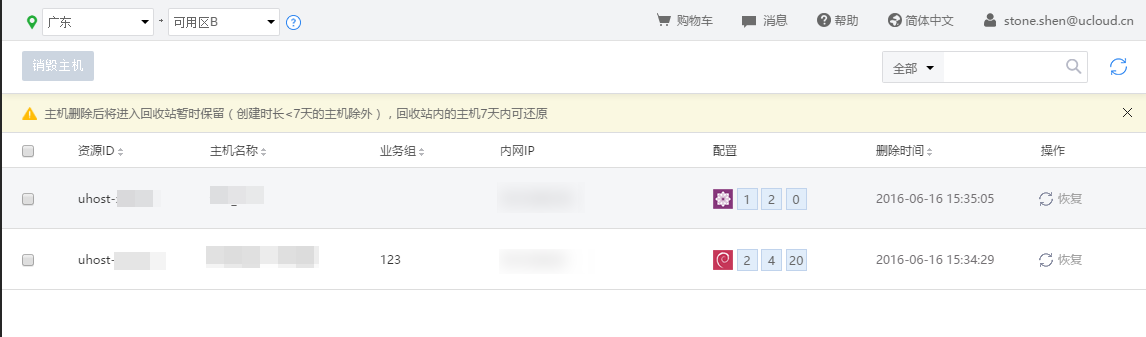 广东 - 可用区B ? 购物车 消息 帮助 简体中文 stone.shen@ucloud.cn
销毁主机 全部
主机删除后将进入回收站暂时保留（创建时长<7天的主机除外），回收站内的主机7天内可还原
资源ID 主机名称 业务组 内网IP 配置 删除时间 操作
uhost- 1 2 0 2016-06-16 15:35:05 恢复
uhost- 123 2 4 20 2016-06-16 15:34:29 恢复